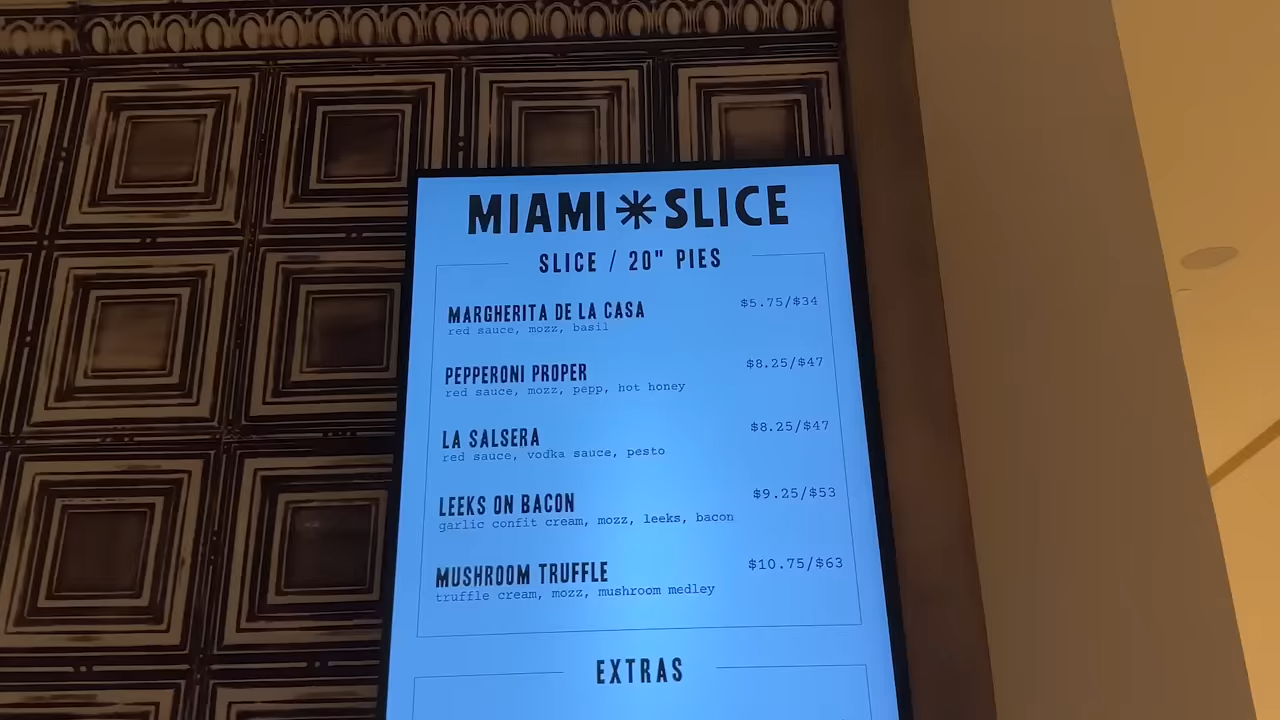 MIAMI✳SLICE
SLICE / 20" PIES
MARGHERITA DE LA CASA $5.75/$34
red sauce, mozz, basil
PEPPERONI PROPER $8.25/$47
red sauce, mozz, pepp, hot honey
LA SALSERA $8.25/$47
red sauce, vodka sauce, pesto
LEEKS ON BACON $9.25/$53
garlic confit cream, mozz, leeks, bacon
MUSHROOM TRUFFLE $10.75/$63
truffle cream, mozz, mushroom medley
EXTRAS